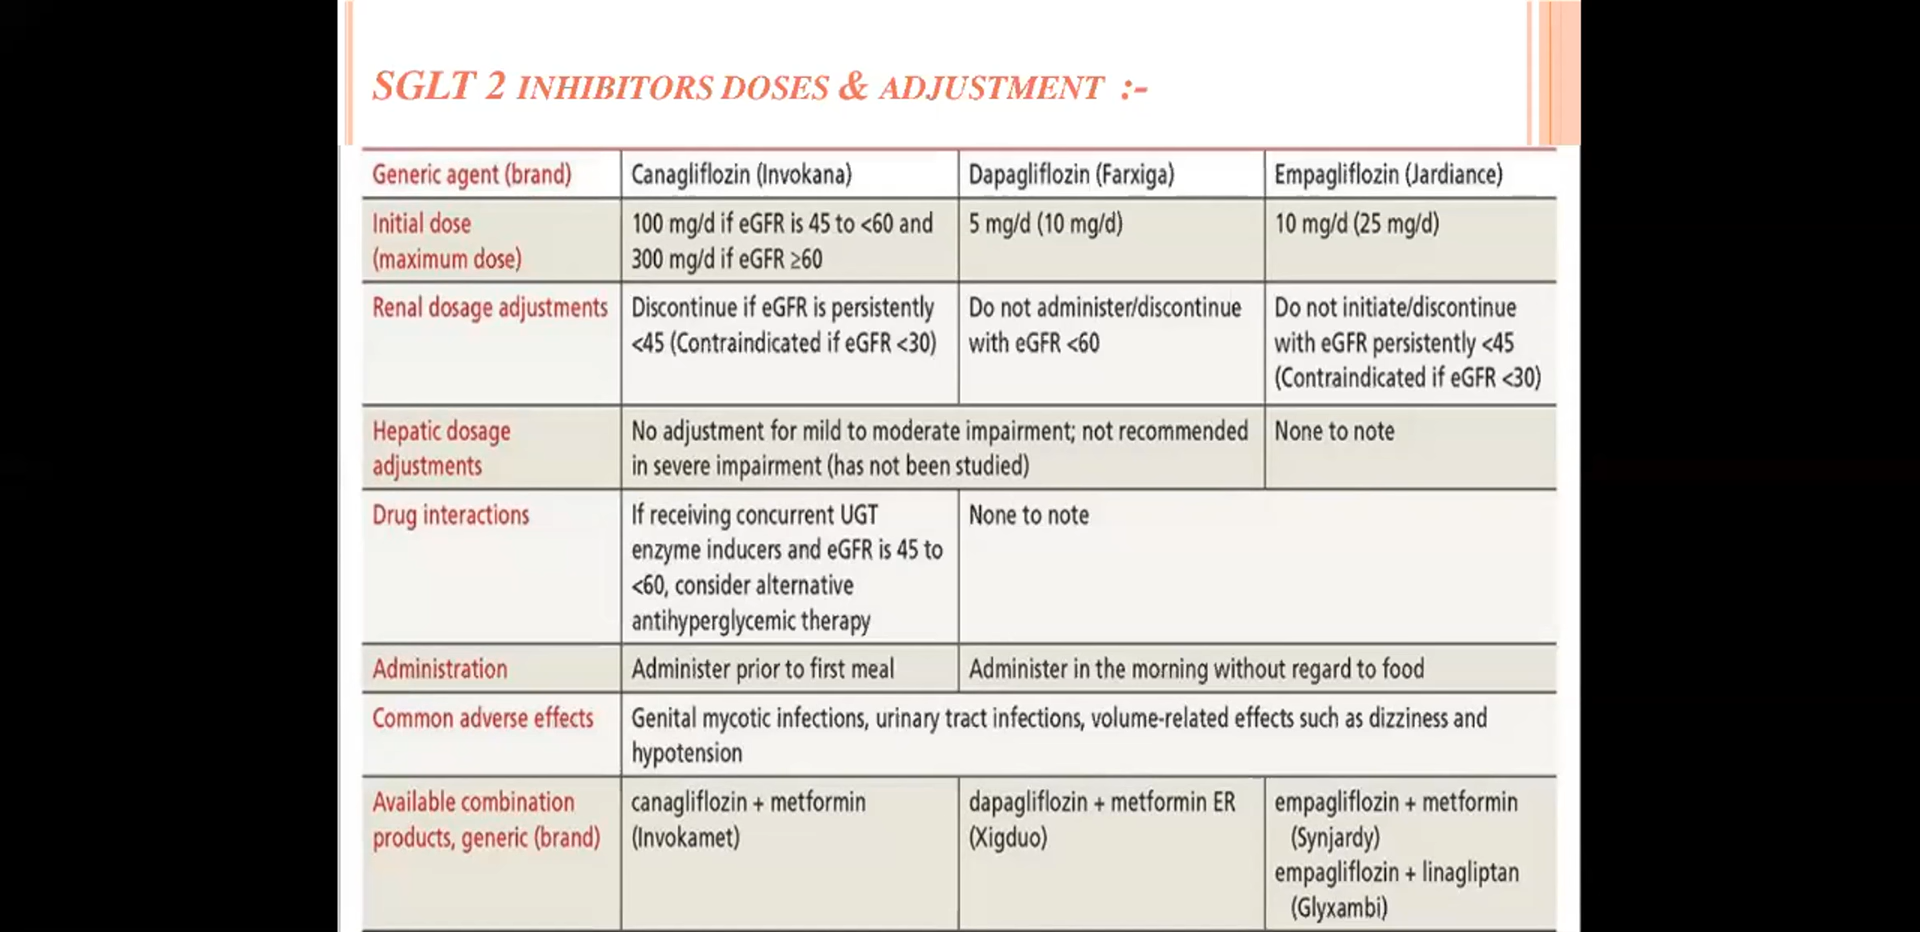 SGLT 2 INHIBITORS DOSES & ADJUSTMENT :-
Generic agent (brand)
Canagliflozin (Invokana)
Dapagliflozin (Farxiga)
Empagliflozin (Jardiance)
Initial dose
(maximum dose)
100 mg/d if eGFR is 45 to <60 and
300 mg/d if eGFR ≥60
5 mg/d (10 mg/d)
10 mg/d (25 mg/d)
Renal dosage adjustments
Discontinue if eGFR is persistently
<45 (Contraindicated if eGFR <30)
Do not administer/discontinue
with eGFR <60
Do not initiate/discontinue
with eGFR persistently <45
(Contraindicated if eGFR <30)
Hepatic dosage
adjustments
No adjustment for mild to moderate impairment; not recommended
in severe impairment (has not been studied)
None to note
Drug interactions
If receiving concurrent UGT
enzyme inducers and eGFR is 45 to
<60, consider alternative
antihyperglycemic therapy
None to note
Administration
Administer prior to first meal
Administer in the morning without regard to food
Common adverse effects
Genital mycotic infections, urinary tract infections, volume-related effects such as dizziness and
hypotension
Available combination
products, generic (brand)
canagliflozin + metformin
(Invokamet)
dapagliflozin + metformin ER
(Xigduo)
empagliflozin + metformin
(Synjardy)
empagliflozin + linagliptan
(Glyxambi)